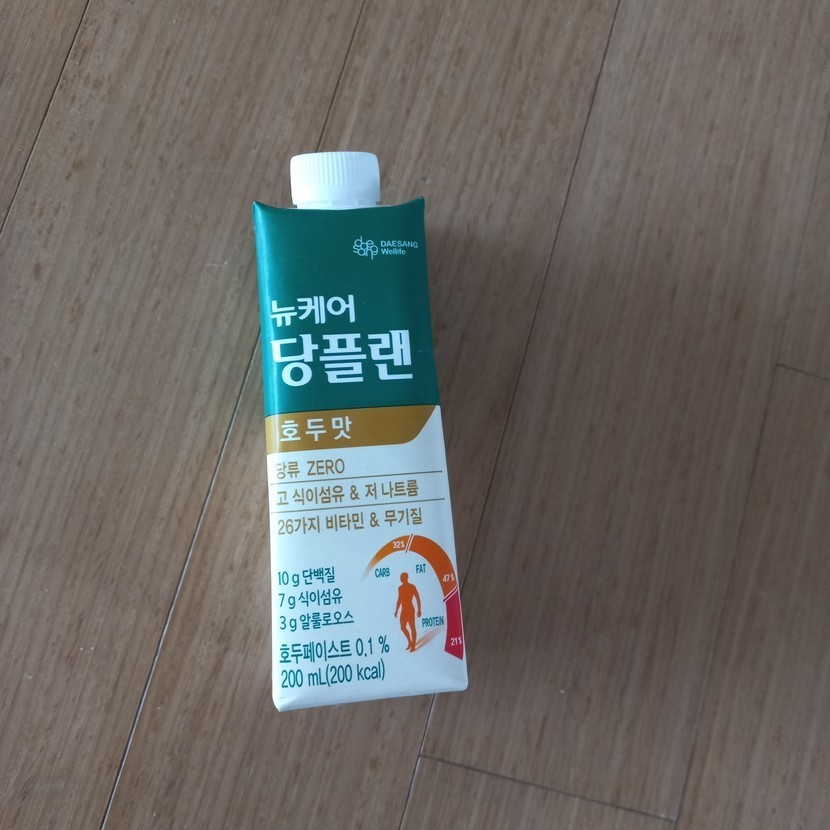 DAESANG
Wellife
뉴케어
당플랜
호두맛
당류 ZERO
고 식이섬유 & 저 나트륨
26가지 비타민 & 무기질
32%
CARB
FAT
47%
PROTEIN
21%
10 g 단백질
7 g 식이섬유
3 g 알룰로오스
호두페이스트 0.1 %
200 mL(200 kcal)